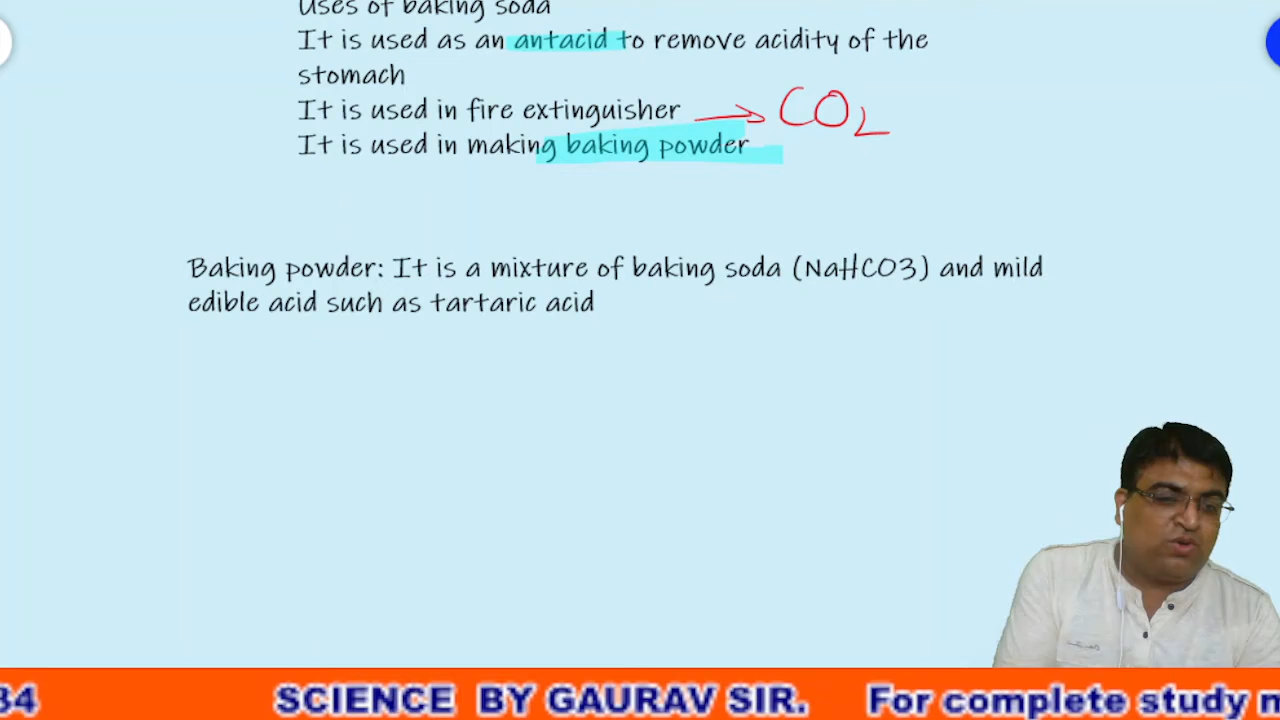 Uses of baking soda
It is used as an antacid to remove acidity of the
stomach
It is used in fire extinguisher → CO2
It is used in making baking powder
Baking powder: It is a mixture of baking soda (NaHCO3) and mild
edible acid such as tartaric acid
34 SCIENCE BY GAURAV SIR. For complete study